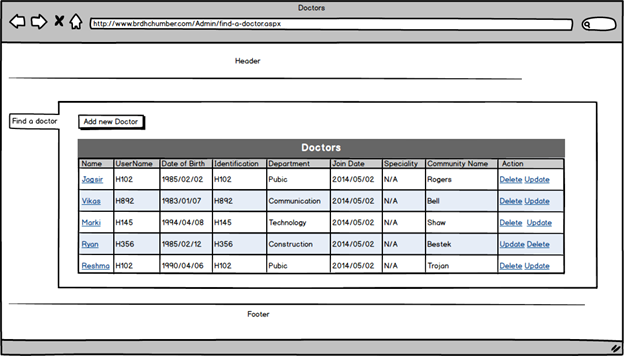 Doctors
http://www.brdhchumber.com/Admin/find-a-doctor.aspx
Header
Find a doctor
Add new Doctor
Doctors
Name UserName Date of Birth Identification Department Join Date Speciality Community Name Action
Jagsir H102 1985/02/02 H102 Pubic 2014/05/02 N/A Rogers Delete Update
Vikas H892 1983/01/07 H892 Communication 2014/05/02 N/A Bell Delete Update
Marki H145 1994/04/08 H145 Technology 2014/05/02 N/A Shaw Delete Update
Ryan H356 1985/02/12 H356 Construction 2014/05/02 N/A Bestek Update Delete
Reshma H102 1990/04/06 H102 Pubic 2014/05/02 N/A Trojan Delete Update
Footer